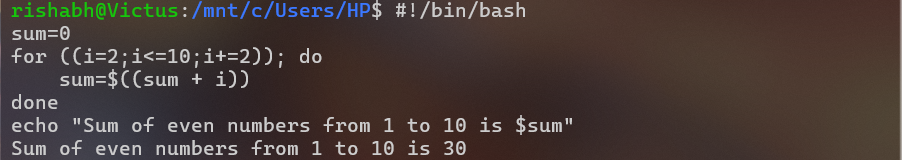 rishabh@Victus:/mnt/c/Users/HP$ #!/bin/bash
sum=0
for ((i=2;i<=10;i+=2)); do
    sum=$((sum + i))
done
echo "Sum of even numbers from 1 to 10 is $sum"
Sum of even numbers from 1 to 10 is 30